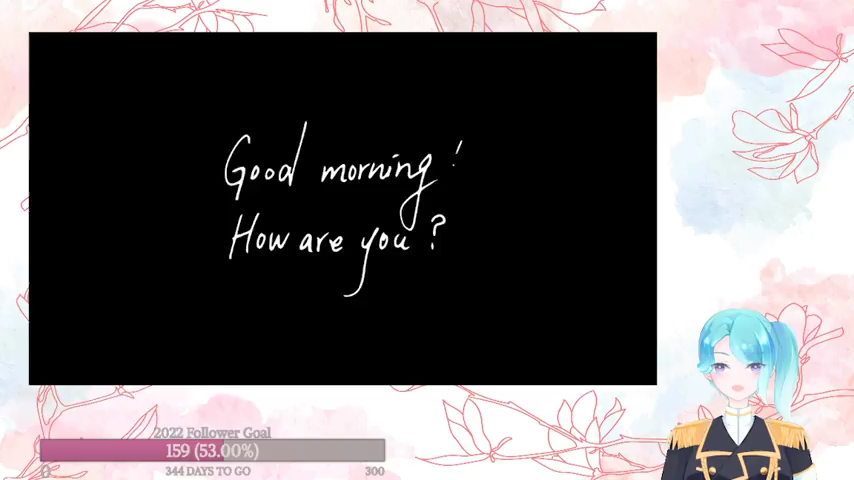 Good morning!
How are you?
2022 Follower Goal
159 (53.00%)
0 344 DAYS TO GO 300